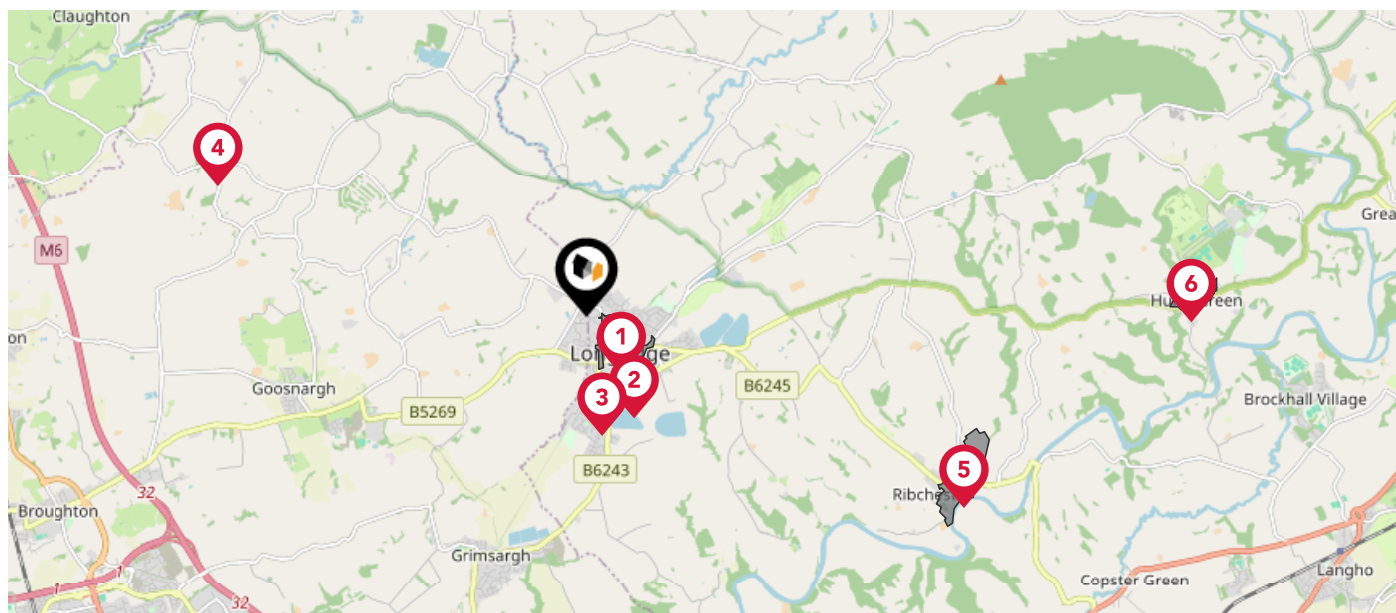 Claughton
4
M6
Grea
6
1
2
3
B6245
Goosnargh
B5269
Brockhall Village
on
B6243
5
32
Broughton
Grimsargh
1
1
32
Copster Green
Langho